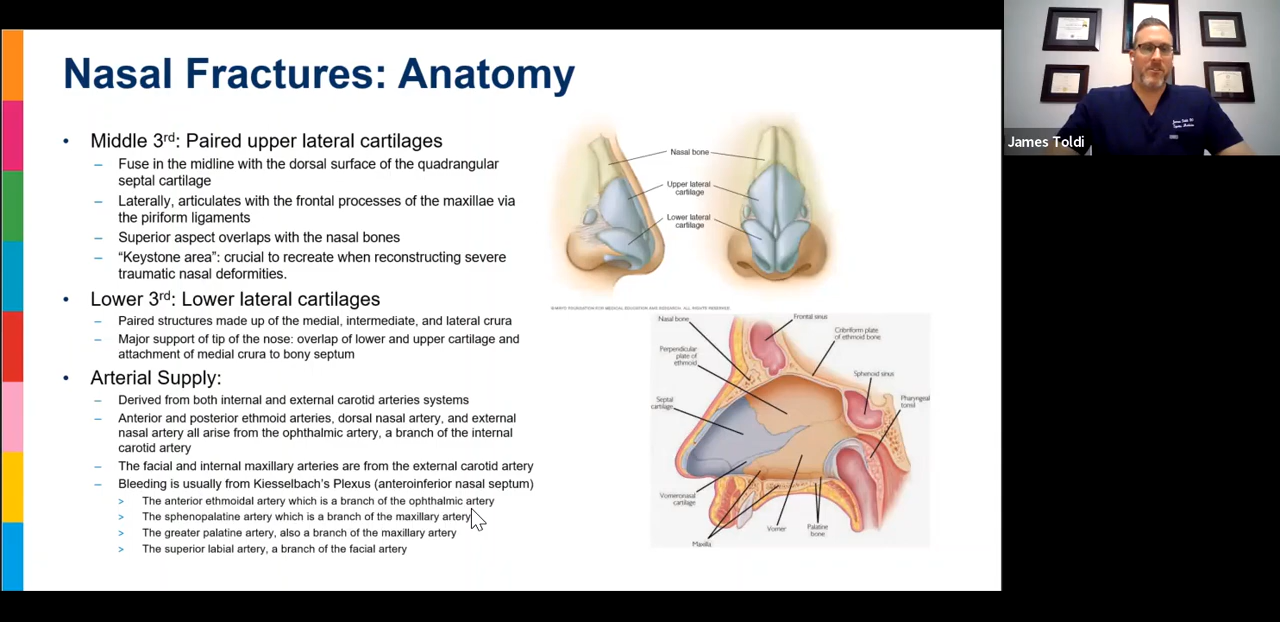 Nasal Fractures: Anatomy
• Middle 3rd: Paired upper lateral cartilages
– Fuse in the midline with the dorsal surface of the quadrangular
septal cartilage
– Laterally, articulates with the frontal processes of the maxillae via
the piriform ligaments
– Superior aspect overlaps with the nasal bones
– “Keystone area”: crucial to recreate when reconstructing severe
traumatic nasal deformities.
• Lower 3rd: Lower lateral cartilages
– Paired structures made up of the medial, intermediate, and lateral crura
– Major support of tip of the nose: overlap of lower and upper cartilage and
attachment of medial crura to bony septum
• Arterial Supply:
– Derived from both internal and external carotid arteries systems
– Anterior and posterior ethmoid arteries, dorsal nasal artery, and external
nasal artery all arise from the ophthalmic artery, a branch of the internal
carotid artery
– The facial and internal maxillary arteries are from the external carotid artery
– Bleeding is usually from Kiesselbach’s Plexus (anteroinferior nasal septum)
> The anterior ethmoidal artery which is a branch of the ophthalmic artery
> The sphenopalatine artery which is a branch of the maxillary artery
> The greater palatine artery, also a branch of the maxillary artery
> The superior labial artery, a branch of the facial artery
Nasal bone
Upper lateral
cartilage
Lower lateral
cartilage
© MAYO FOUNDATION FOR MEDICAL EDUCATION AND RESEARCH. ALL RIGHTS RESERVED.
Nasal bone
Frontal sinus
Cribriform plate
of ethmoid bone
Perpendicular
plate of
ethmoid
Sphenoid sinus
Septal
cartilage
Pharyngeal
tonsil
Vomeronasal
cartilage
Maxilla
Vomer
Palatine
bone
James Toldi